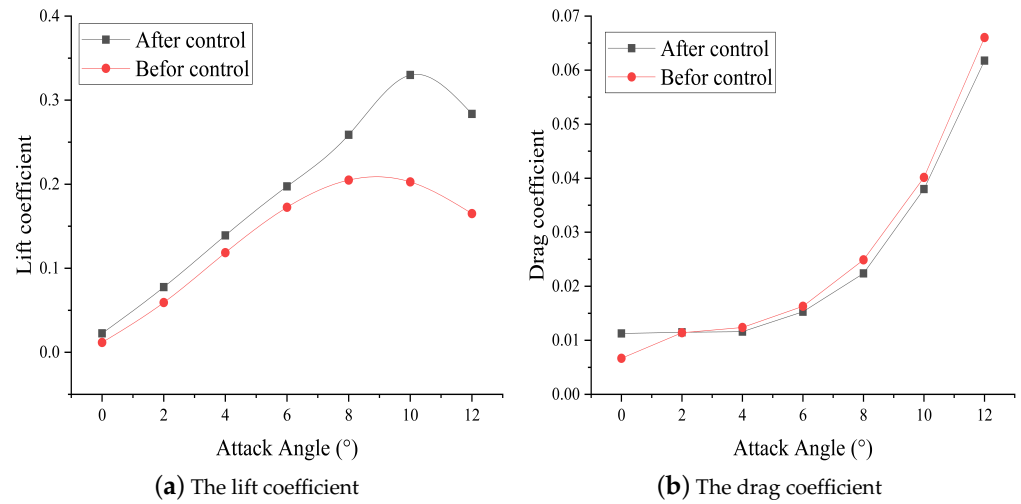 0.4
0.3
0.2
0.1
0.0
Lift coefficient
After control
Befor control
0 2 4 6 8 10 12
Attack Angle (°)
(a) The lift coefficient
0.07
0.06
0.05
0.04
0.03
0.02
0.01
0.00
Drag coefficient
After control
Befor control
0 2 4 6 8 10 12
Attack Angle (°)
(b) The drag coefficient